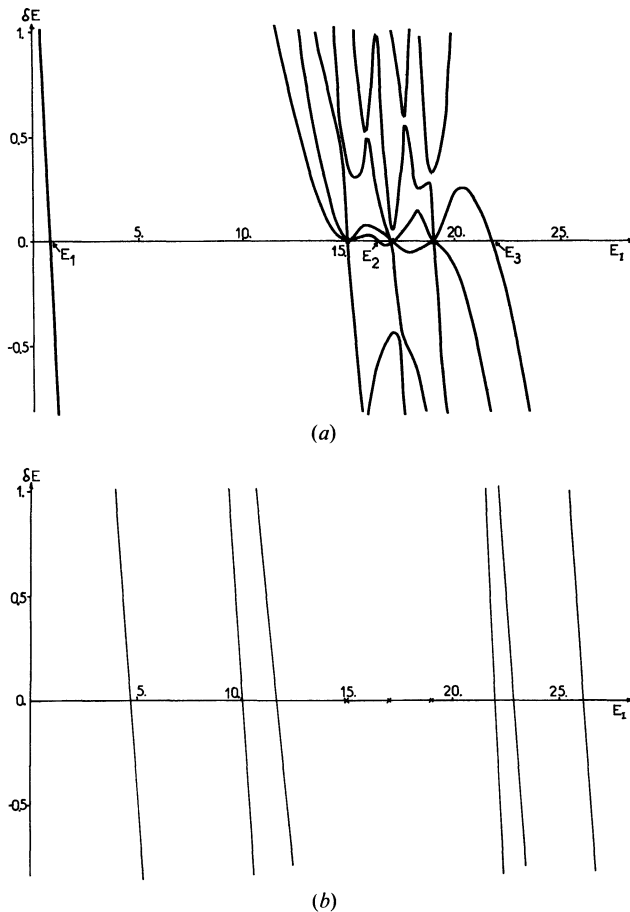 δE
1.
0,5
0.
-0,5
5.
10.
15.
20.
25.
E₁
E₂
E₃
E_I
(a)
δE
1.
0,5
0.
-0,5
5.
10.
15.
20.
25.
E_I
(b)